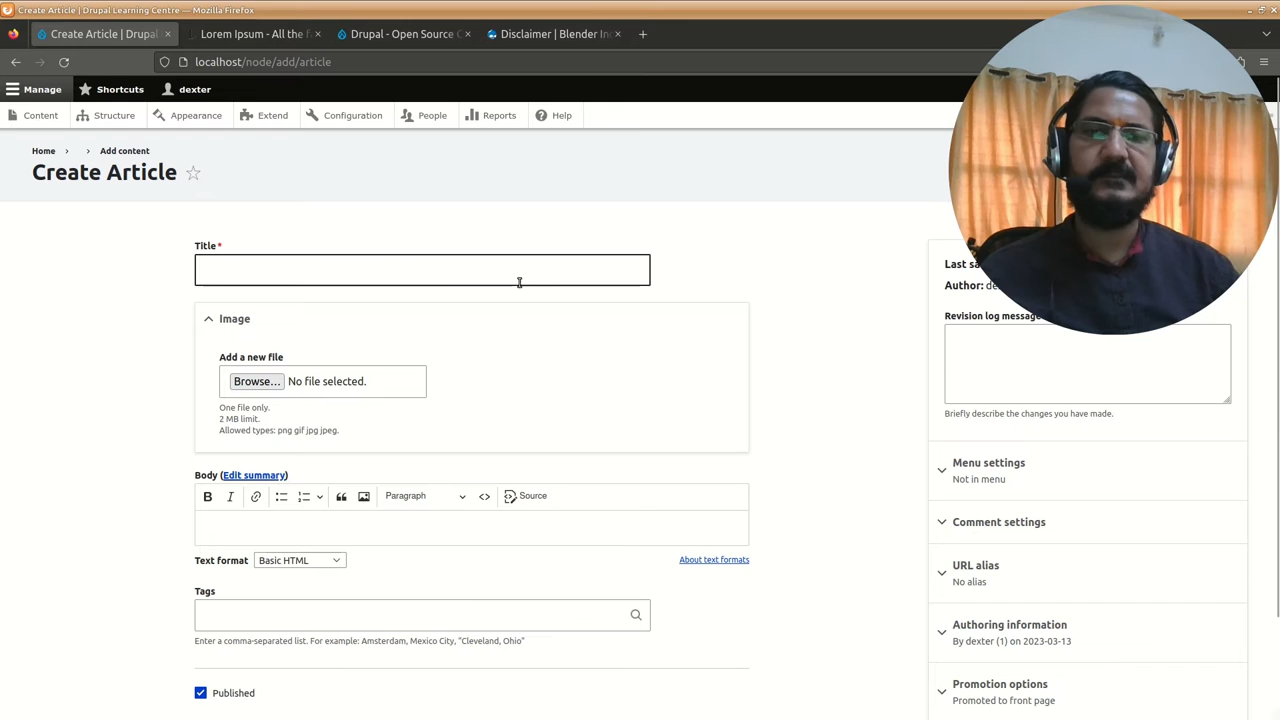 Create Article | Drupal Learning Centre — Mozilla Firefox
Create Article | Drupal
Lorem Ipsum - All the f
Drupal - Open Source C
Disclaimer | Blender In
localhost/node/add/article
Manage
Shortcuts
dexter
Content
Structure
Appearance
Extend
Configuration
People
Reports
Help
Home
Add content
Create Article
Title*
Image
Add a new file
Browse... No file selected.
One file only.
2 MB limit.
Allowed types: png gif jpg jpeg.
Body (Edit summary)
B I
Paragraph
Source
Text format
Basic HTML
About text formats
Tags
Enter a comma-separated list. For example: Amsterdam, Mexico City, "Cleveland, Ohio"
Published
Last sa
Author: de
Revision log message
Briefly describe the changes you have made.
Menu settings
Not in menu
Comment settings
URL alias
No alias
Authoring information
By dexter (1) on 2023-03-13
Promotion options
Promoted to front page